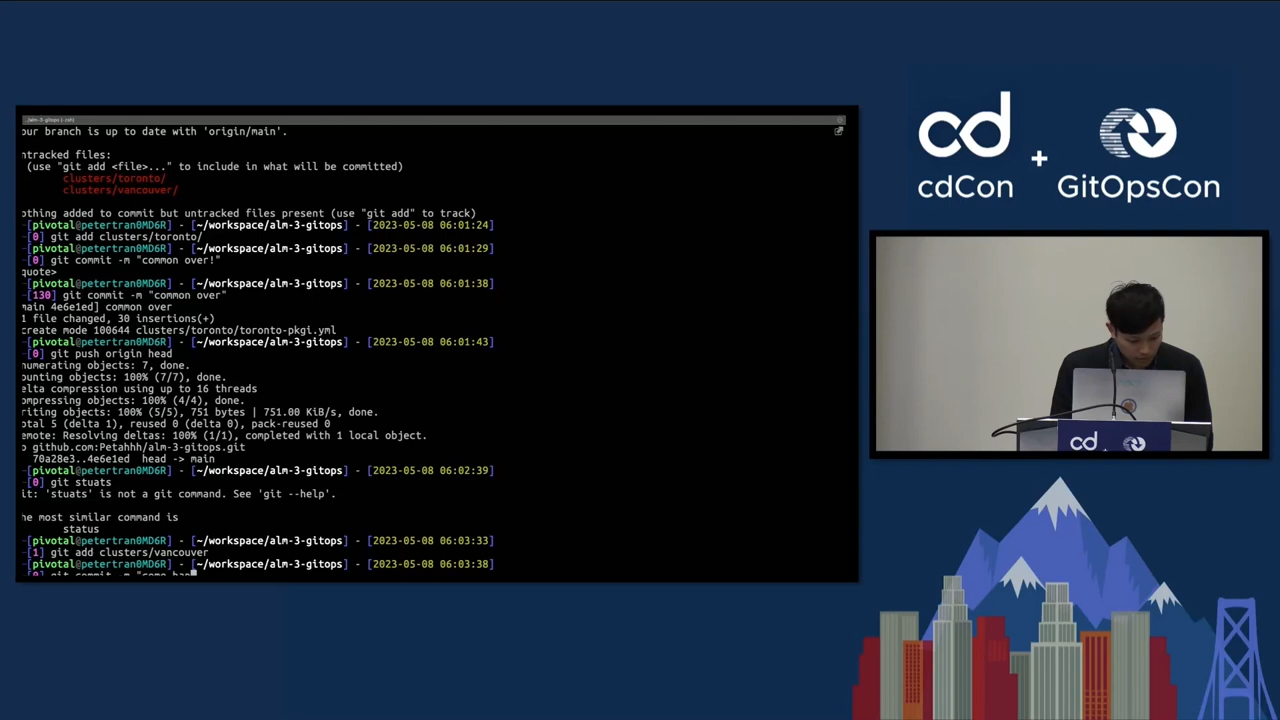 ../alm-3-gitops (-zsh)
our branch is up to date with 'origin/main'.
ntracked files:
(use "git add <file>..." to include in what will be committed)
clusters/toronto/
clusters/vancouver/
othing added to commit but untracked files present (use "git add" to track)
-[pivotal@petertran0MD6R] - [~/workspace/alm-3-gitops] - [2023-05-08 06:01:24]
-[0] git add clusters/toronto/
-[pivotal@petertran0MD6R] - [~/workspace/alm-3-gitops] - [2023-05-08 06:01:29]
-[0] git commit -m "common over!"
quote>
-[pivotal@petertran0MD6R] - [~/workspace/alm-3-gitops] - [2023-05-08 06:01:38]
-[130] git commit -m "common over"
main 4e6e1ed] common over
1 file changed, 30 insertions(+)
create mode 100644 clusters/toronto/toronto-pkgi.yml
-[pivotal@petertran0MD6R] - [~/workspace/alm-3-gitops] - [2023-05-08 06:01:43]
-[0] git push origin head
numerating objects: 7, done.
ounting objects: 100% (7/7), done.
elta compression using up to 16 threads
ompressing objects: 100% (4/4), done.
riting objects: 100% (5/5), 751 bytes | 751.00 KiB/s, done.
otal 5 (delta 1), reused 0 (delta 0), pack-reused 0
emote: Resolving deltas: 100% (1/1), completed with 1 local object.
o github.com:Petahhh/alm-3-gitops.git
70a28e3..4e6e1ed  head -> main
-[pivotal@petertran0MD6R] - [~/workspace/alm-3-gitops] - [2023-05-08 06:02:39]
-[0] git stuats
it: 'stuats' is not a git command. See 'git --help'.
he most similar command is
status
-[pivotal@petertran0MD6R] - [~/workspace/alm-3-gitops] - [2023-05-08 06:03:33]
-[1] git add clusters/vancouver
-[pivotal@petertran0MD6R] - [~/workspace/alm-3-gitops] - [2023-05-08 06:03:38]
-[0] git commit -m "come han
cd
cdCon
+
GitOpsCon
cd